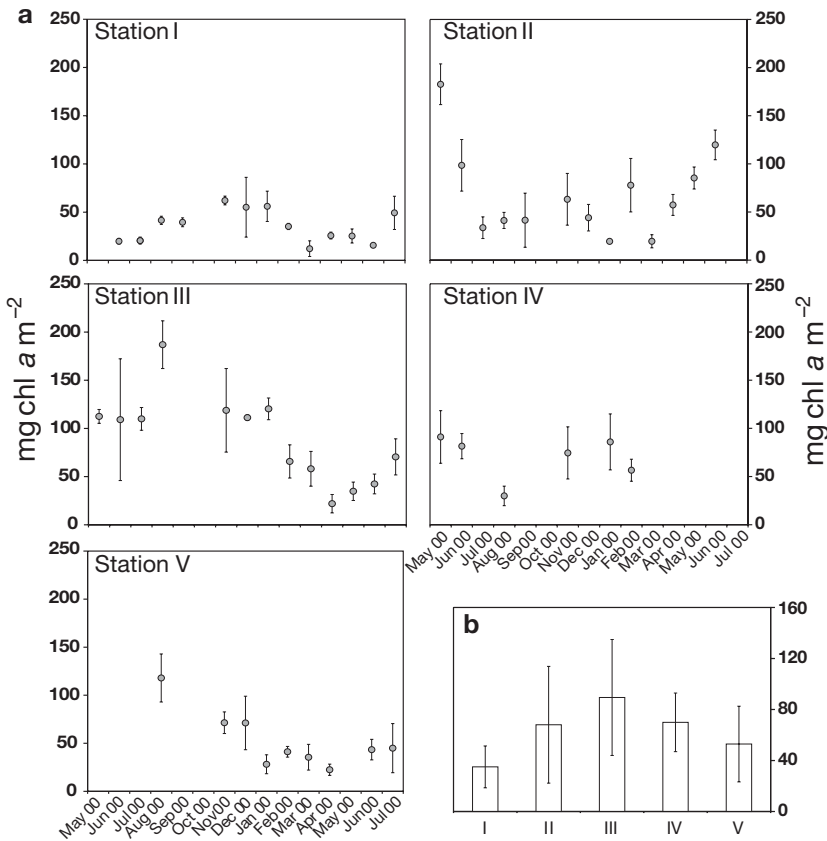 a
Station I
250
200
150
100
50
0
Station II
250
200
150
100
50
0
Station III
250
200
150
100
50
0
Station IV
250
200
150
100
50
0
mg chl a m−2
mg chl a m−2
May 00
Jun 00
Jul 00
Aug 00
Sep 00
Oct 00
Nov 00
Dec 00
Jan 00
Feb 00
Mar 00
Apr 00
May 00
Jun 00
Jul 00
Station V
250
200
150
100
50
0
May 00
Jun 00
Jul 00
Aug 00
Sep 00
Oct 00
Nov 00
Dec 00
Jan 00
Feb 00
Mar 00
Apr 00
May 00
Jun 00
Jul 00
b
160
120
80
40
0
I II III IV V